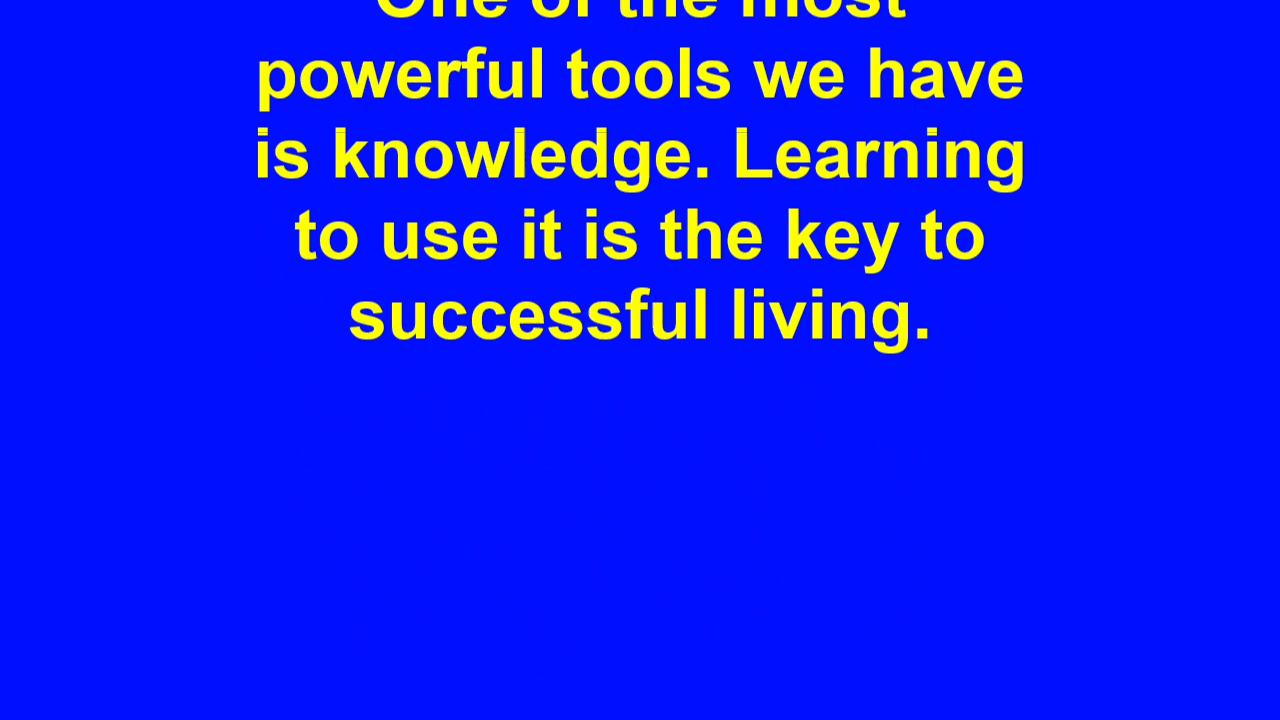 One of the most
powerful tools we have
is knowledge. Learning
to use it is the key to
successful living.